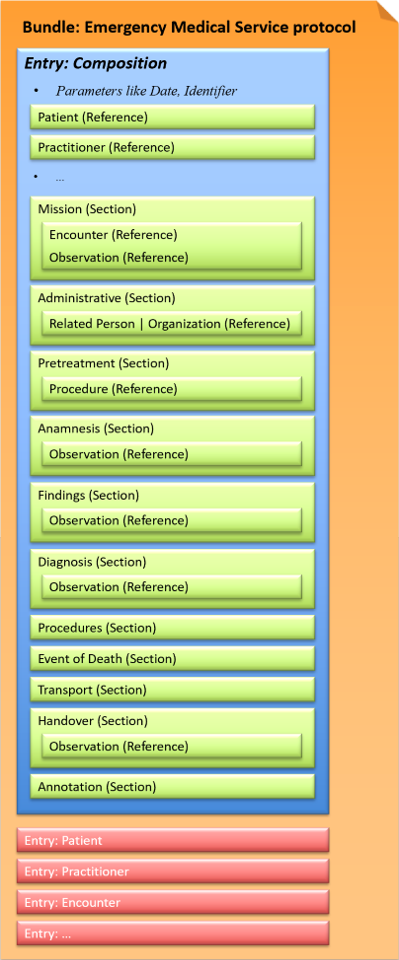 Bundle: Emergency Medical Service protocol
Entry: Composition
• Parameters like Date, Identifier
Patient (Reference)
Practitioner (Reference)
• ...
Mission (Section)
Encounter (Reference)
Observation (Reference)
Administrative (Section)
Related Person | Organization (Reference)
Pretreatment (Section)
Procedure (Reference)
Anamnesis (Section)
Observation (Reference)
Findings (Section)
Observation (Reference)
Diagnosis (Section)
Observation (Reference)
Procedures (Section)
Event of Death (Section)
Transport (Section)
Handover (Section)
Observation (Reference)
Annotation (Section)
Entry: Patient
Entry: Practitioner
Entry: Encounter
Entry: ...